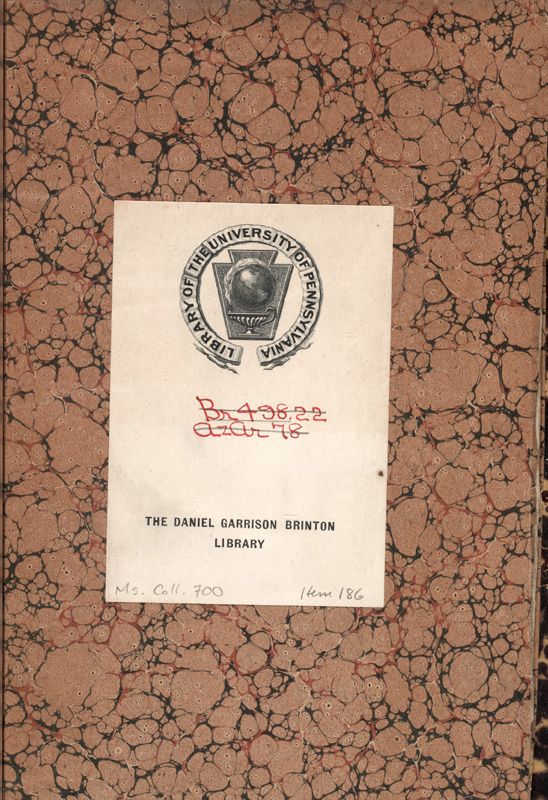 LIBRARY OF THE UNIVERSITY OF PENNSYLVANIA
Br 498.22
AzAr 78
THE DANIEL GARRISON BRINTON
LIBRARY
Ms. Coll. 700 Item 186